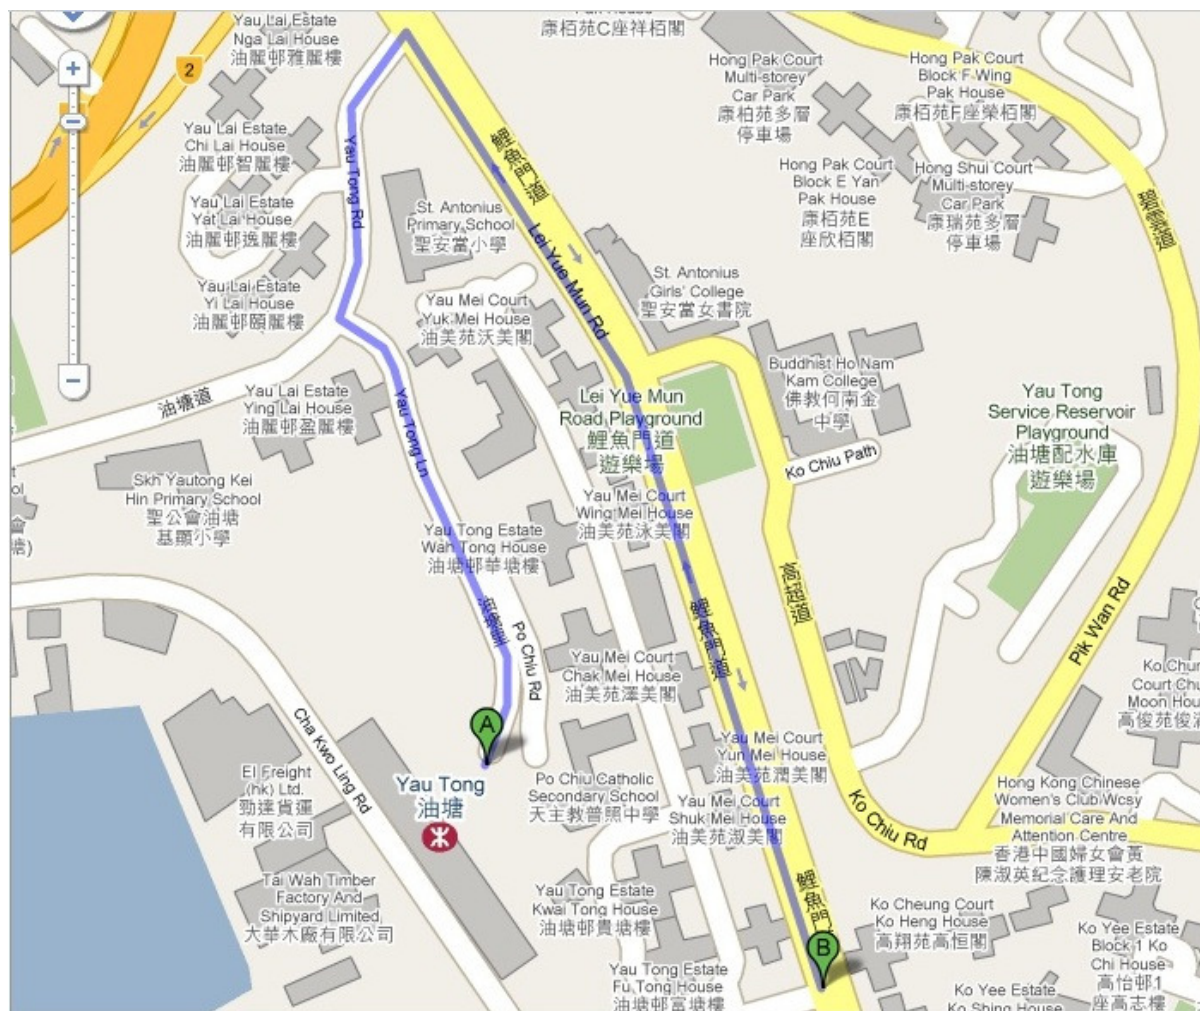 Yau Lai Estate
Nga Lai House
油麗邨雅麗樓
2
康柏苑C座祥栢閣
Hong Pak Court
Multi-storey
Car Park
康柏苑多層
停車場
Hong Pak Court
Block F Wing
Pak House
康栢苑F座榮栢閣
Yau Lai Estate
Chi Lai House
油麗邨智麗樓
Yau Tong Rd
鯉魚門道
Hong Pak Court
Block E Yan
Pak House
康栢苑E
座欣栢閣
Hong Shui Court
Multi-storey
Car Park
康瑞苑多層
停車場
碧雲道
Yau Lai Estate
Yat Lai House
油麗邨逸麗樓
St. Antonius
Primary School
聖安當小學
Lei Yue Mun Rd
Yau Lai Estate
Yi Lai House
油麗邨頤麗樓
Yau Mei Court
Yuk Mei House
油美苑沃美閣
St. Antonius
Girls' College
聖安當女書院
Buddhist Ho Nam
Kam College
佛教何南金
中學
油塘道
Yau Lai Estate
Ying Lai House
油麗邨盈麗樓
Yau Tong Ln
Lei Yue Mun
Road Playground
鯉魚門道
遊樂場
Ko Chiu Path
Yau Tong
Service Reservoir
Playground
油塘配水庫
遊樂場
Skh Yautong Kei
Hin Primary School
聖公會油塘
基顯小學
Yau Mei Court
Wing Mei House
油美苑泳美閣
Yau Tong Estate
Wah Tong House
油塘邨華塘樓
高超道
Pik Wan Rd
Po Chiu Rd
鯉魚門道
Yau Mei Court
Chak Mei House
油美苑澤美閣
高俊苑俊
Cha Kwo Ling Rd
A
Yau Mei Court
Yun Mei House
油美苑潤美閣
El Freight
(hk) Ltd.
勁達貨運
有限公司
Yau Tong
油塘
Po Chiu Catholic
Secondary School
天主教普照中學
Yau Mei Court
Shuk Mei House
油美苑淑美閣
Ko Chiu Rd
Hong Kong Chinese
Women's Club Wcsy
Memorial Care And
Attention Centre
香港中國婦女會黃
陳淑英紀念護理安老院
Tai Wah Timber
Factory And
Shipyard Limited
大華木廠有限公司
Yau Tong Estate
Kwai Tong House
油塘邨貴塘樓
鯉魚門
B
Ko Cheung Court
Ko Heng House
高翔苑高恒閣
Yau Tong Estate
Fu Tong House
油塘邨富塘樓
Ko Yee Estate
Block 1 Ko
Chi House
高怡邨1
座高志樓
Ko Yee Estate
Ko Shing House